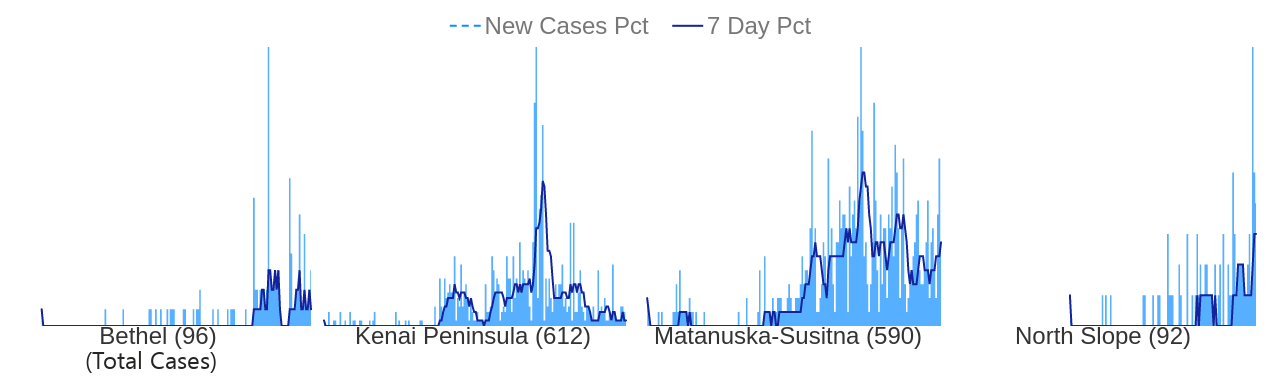 New Cases Pct 7 Day Pct
Bethel (96) Kenai Peninsula (612) Matanuska-Susitna (590) North Slope (92)
(Total Cases)